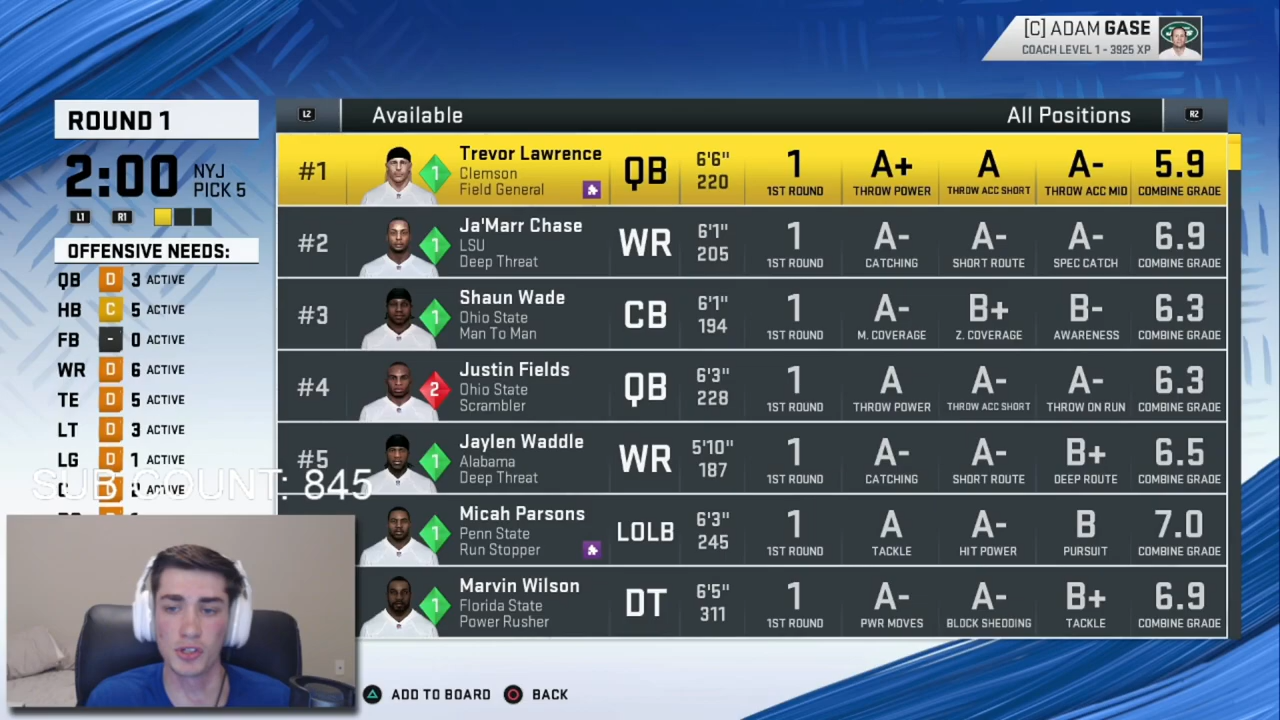 [C] ADAM GASE
COACH LEVEL 1 - 3925 XP
ROUND 1
2:00 NYJ PICK 5
L1 R1
OFFENSIVE NEEDS:
QB D 3 ACTIVE
HB C 5 ACTIVE
FB - 0 ACTIVE
WR D 6 ACTIVE
TE D 5 ACTIVE
LT D 3 ACTIVE
LG D 1 ACTIVE
SUB COUNT: 845
L2 Available All Positions R2
#1 1 Trevor Lawrence QB 6'6" 1 A+ A A- 5.9
Clemson 220 1ST ROUND THROW POWER THROW ACC SHORT THROW ACC MID COMBINE GRADE
Field General
#2 1 Ja'Marr Chase WR 6'1" 1 A- A- A- 6.9
LSU 205 1ST ROUND CATCHING SHORT ROUTE SPEC CATCH COMBINE GRADE
Deep Threat
#3 1 Shaun Wade CB 6'1" 1 A- B+ B- 6.3
Ohio State 194 1ST ROUND M. COVERAGE Z. COVERAGE AWARENESS COMBINE GRADE
Man To Man
#4 2 Justin Fields QB 6'3" 1 A A- A- 6.3
Ohio State 228 1ST ROUND THROW POWER THROW ACC SHORT THROW ON RUN COMBINE GRADE
Scrambler
#5 1 Jaylen Waddle WR 5'10" 1 A- A- B+ 6.5
Alabama 187 1ST ROUND CATCHING SHORT ROUTE DEEP ROUTE COMBINE GRADE
Deep Threat
1 Micah Parsons LOLB 6'3" 1 A A- B 7.0
Penn State 245 1ST ROUND TACKLE HIT POWER PURSUIT COMBINE GRADE
Run Stopper
1 Marvin Wilson DT 6'5" 1 A- A- B+ 6.9
Florida State 311 1ST ROUND PWR MOVES BLOCK SHEDDING TACKLE COMBINE GRADE
Power Rusher
ADD TO BOARD BACK